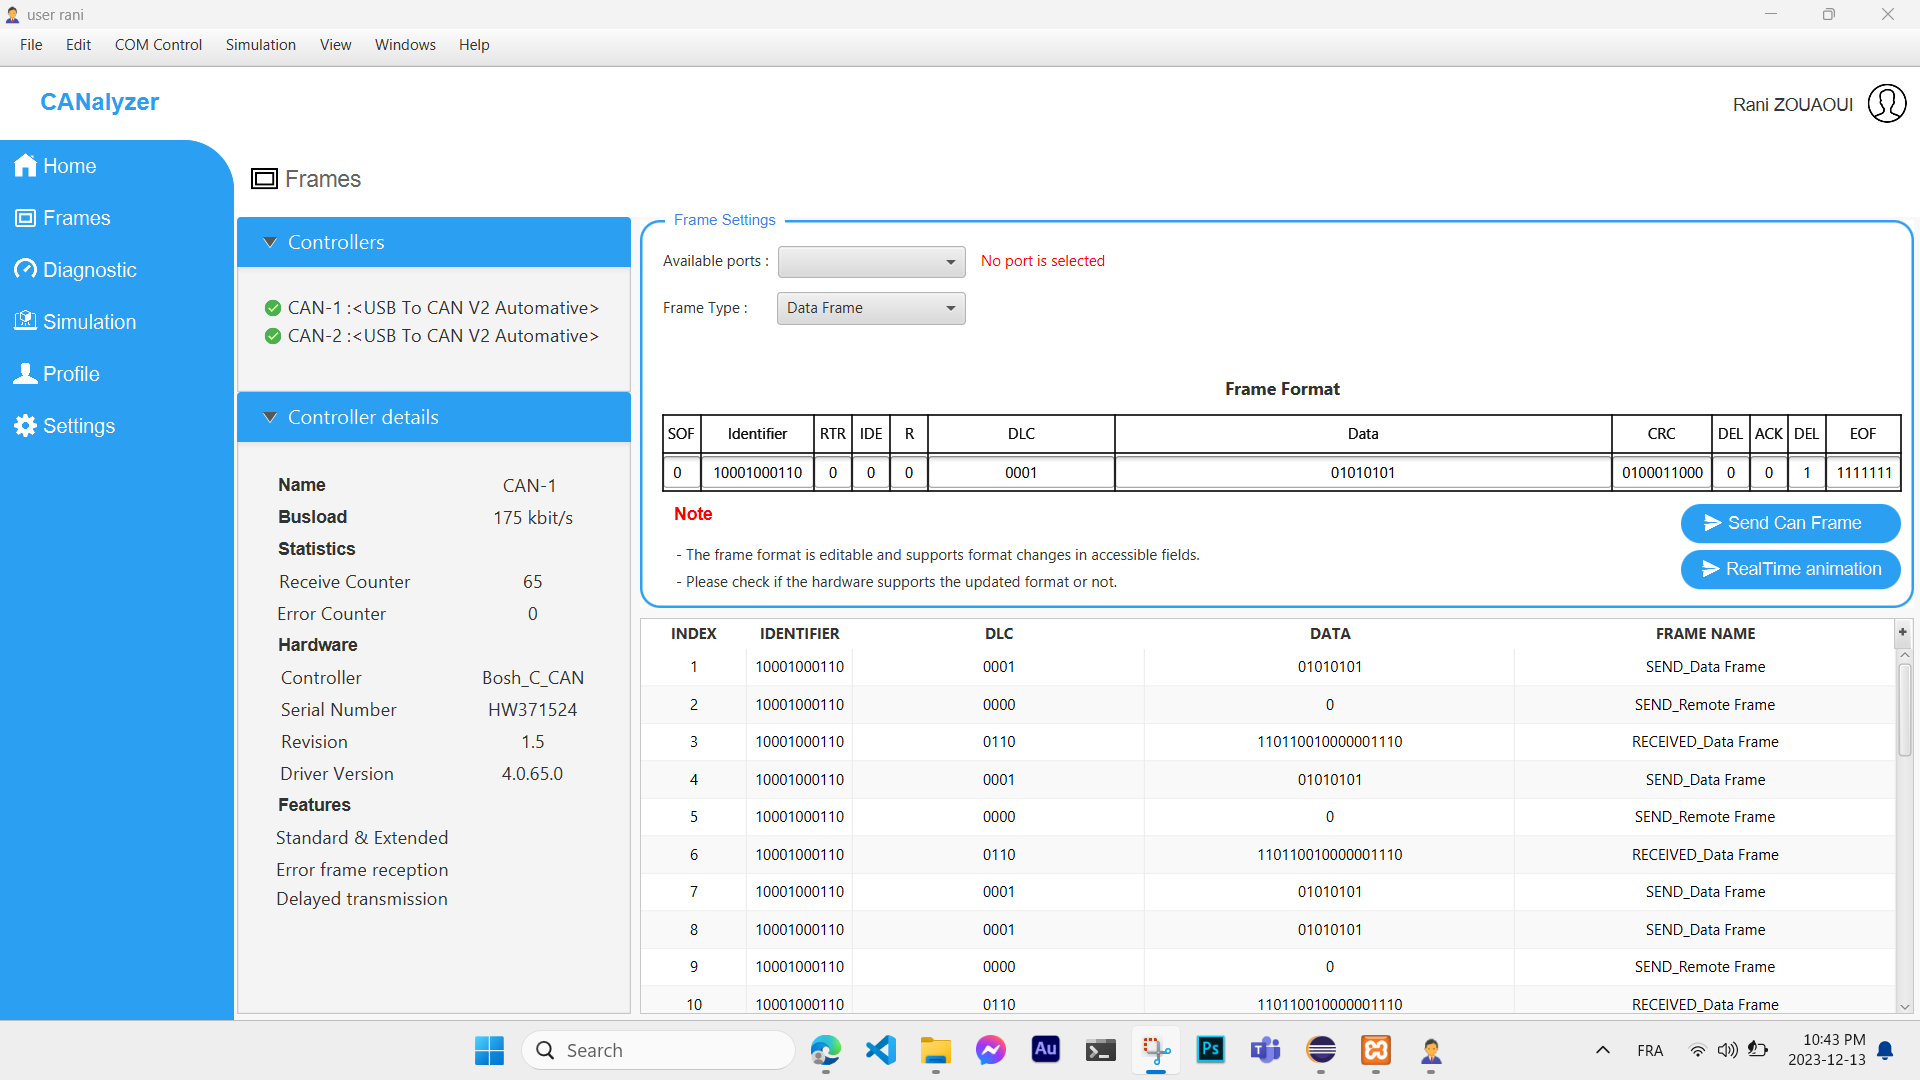 user rani
File Edit COM Control Simulation View Windows Help
CANalyzer
Rani ZOUAOUI
Home
Frames
Diagnostic
Simulation
Profile
Settings
Frames
Controllers
CAN-1 :<USB To CAN V2 Automative>
CAN-2 :<USB To CAN V2 Automative>
Controller details
Name CAN-1
Busload 175 kbit/s
Statistics
Receive Counter 65
Error Counter 0
Hardware
Controller Bosh_C_CAN
Serial Number HW371524
Revision 1.5
Driver Version 4.0.65.0
Features
Standard & Extended
Error frame reception
Delayed transmission
Frame Settings
Available ports : No port is selected
Frame Type : Data Frame
Frame Format
SOF Identifier RTR IDE R DLC Data CRC DEL ACK DEL EOF
0 10001000110 0 0 0 0001 01010101 0100011000 0 0 1 1111111
Note
- The frame format is editable and supports format changes in accessible fields.
- Please check if the hardware supports the updated format or not.
Send Can Frame
RealTime animation
INDEX IDENTIFIER DLC DATA FRAME NAME +
1 10001000110 0001 01010101 SEND_Data Frame
2 10001000110 0000 0 SEND_Remote Frame
3 10001000110 0110 110110010000001110 RECEIVED_Data Frame
4 10001000110 0001 01010101 SEND_Data Frame
5 10001000110 0000 0 SEND_Remote Frame
6 10001000110 0110 110110010000001110 RECEIVED_Data Frame
7 10001000110 0001 01010101 SEND_Data Frame
8 10001000110 0001 01010101 SEND_Data Frame
9 10001000110 0000 0 SEND_Remote Frame
10 10001000110 0110 110110010000001110 RECEIVED_Data Frame
Search
Au
Ps
FRA
10:43 PM
2023-12-13